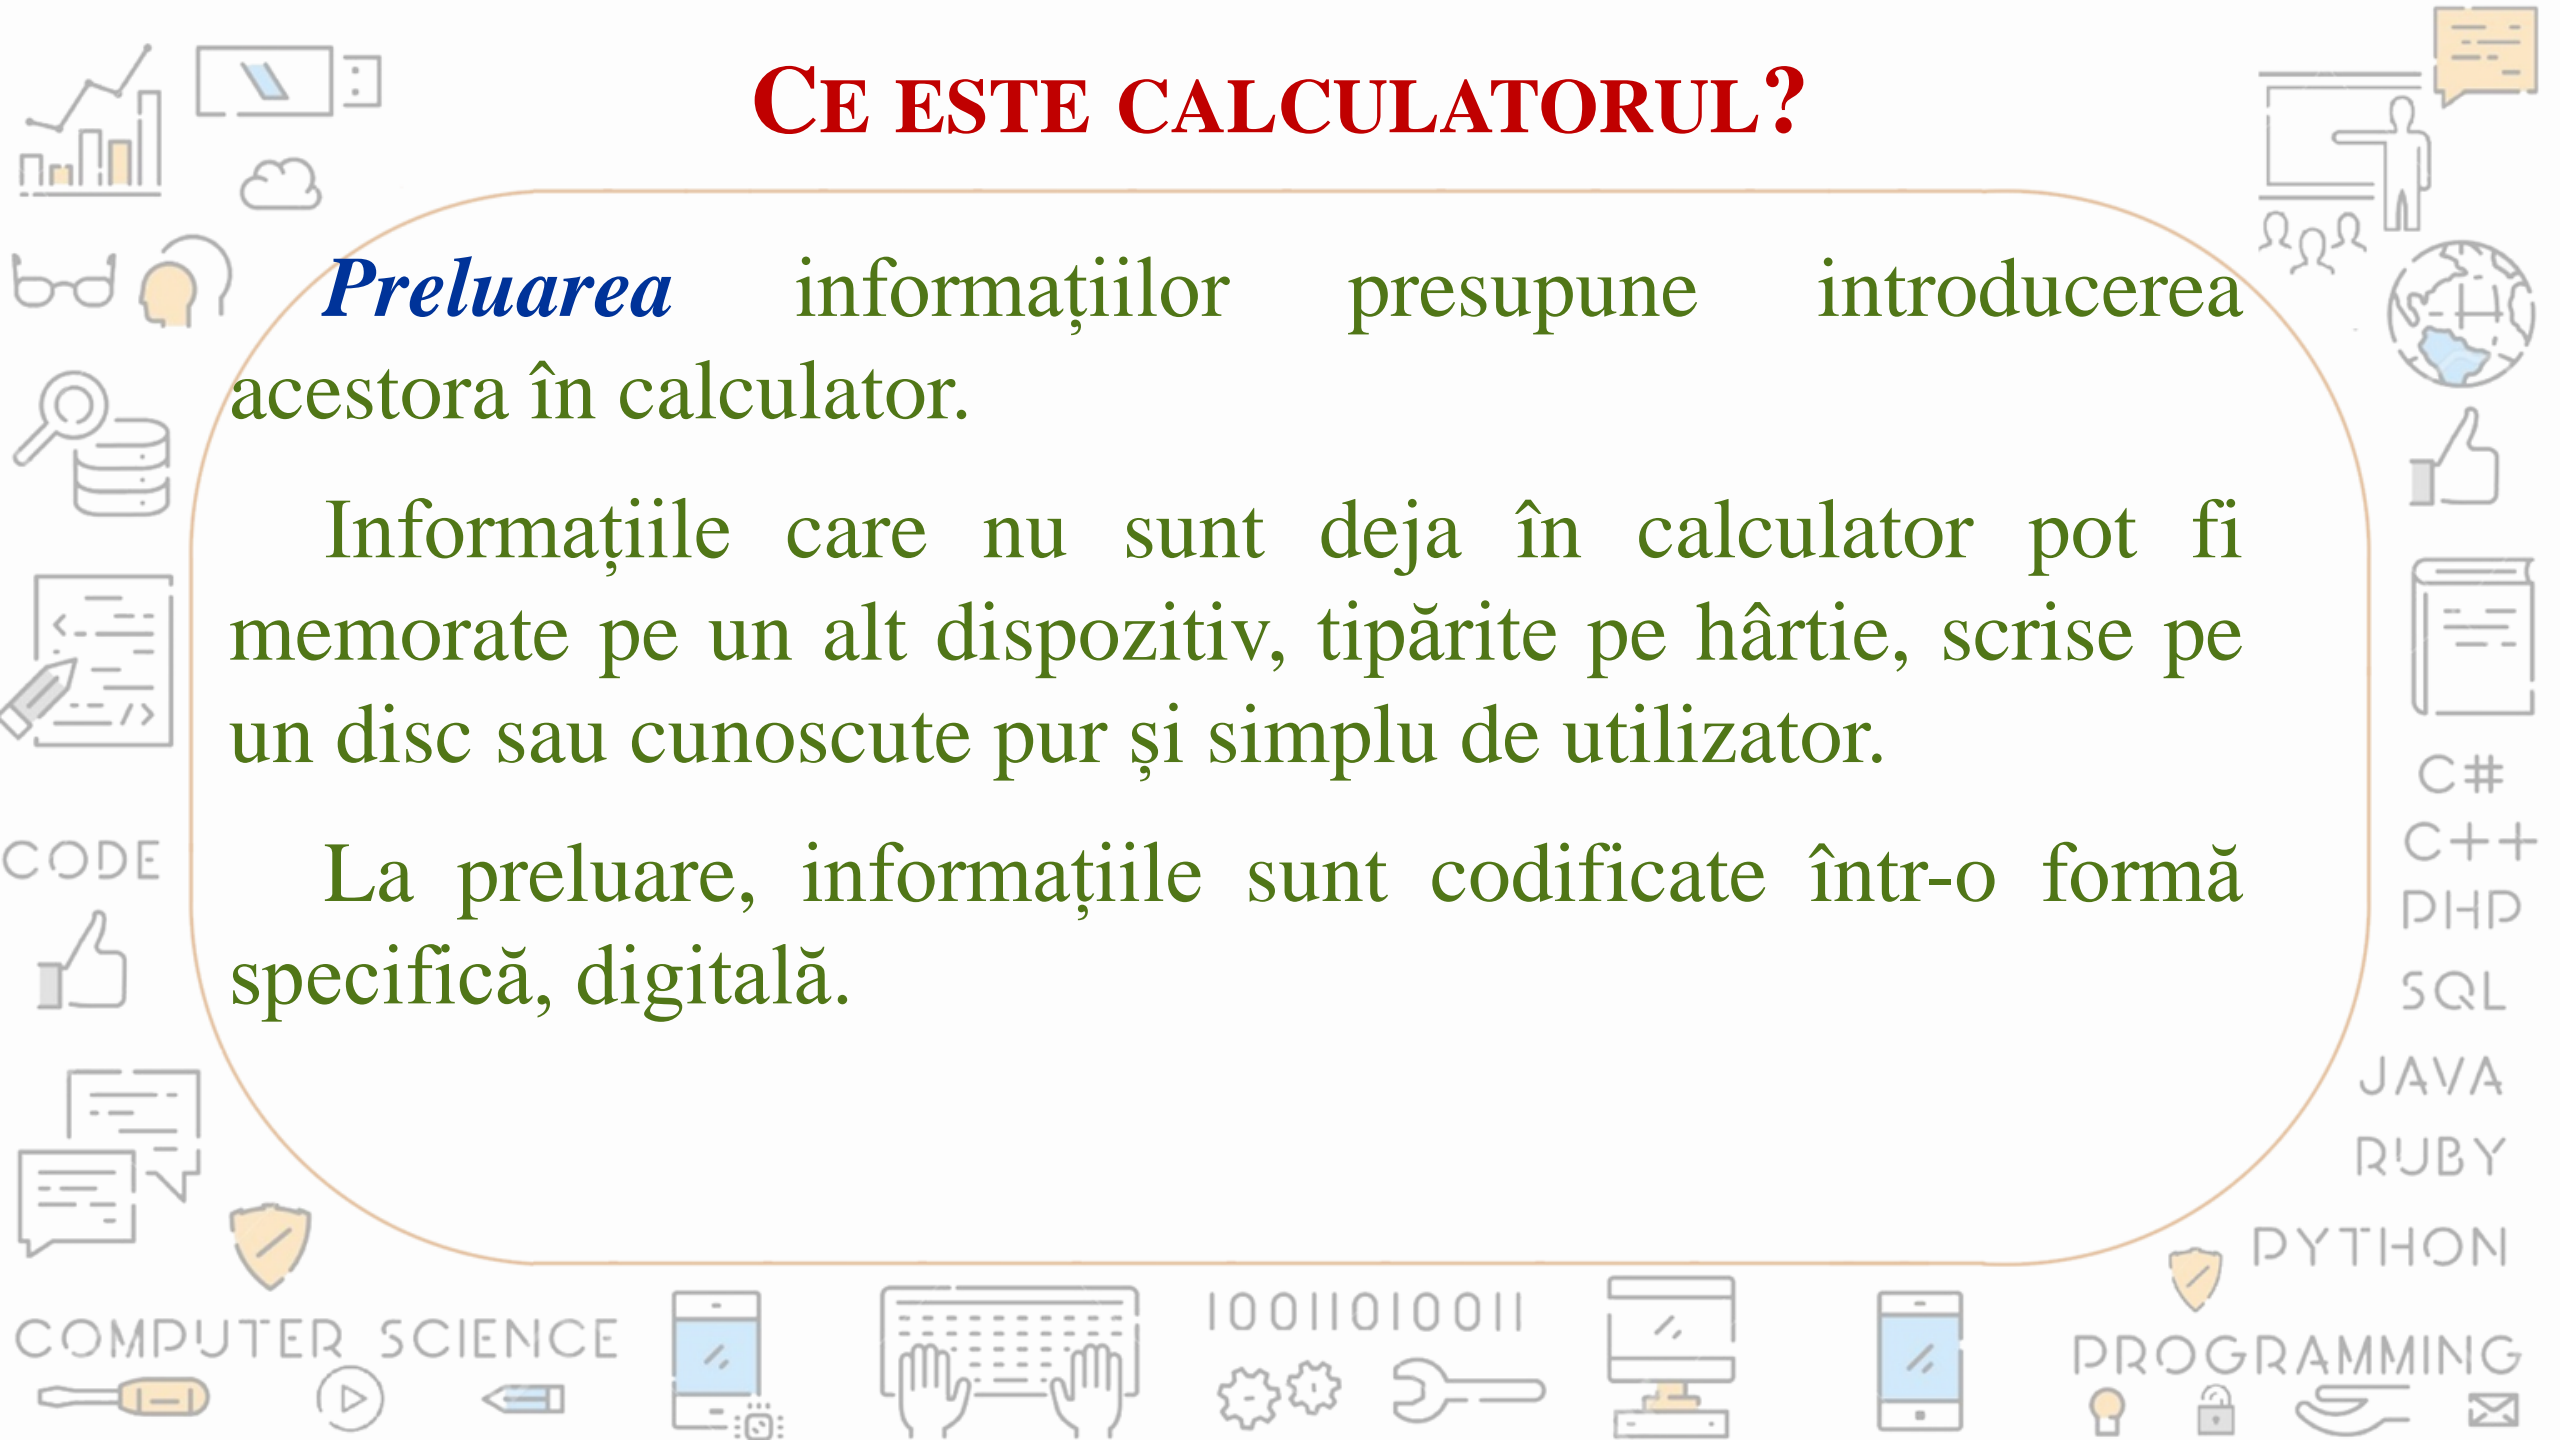 CE ESTE CALCULATORUL?
Preluarea informațiilor presupune introducerea
acestora în calculator.
Informațiile care nu sunt deja în calculator pot fi
memorate pe un alt dispozitiv, tipărite pe hârtie, scrise pe
un disc sau cunoscute pur și simplu de utilizator.
La preluare, informațiile sunt codificate într-o formă
specifică, digitală.
C#
C++
CODE
PHP
SQL
JAVA
RUBY
PYTHON
COMPUTER SCIENCE
10011010011
PROGRAMMING